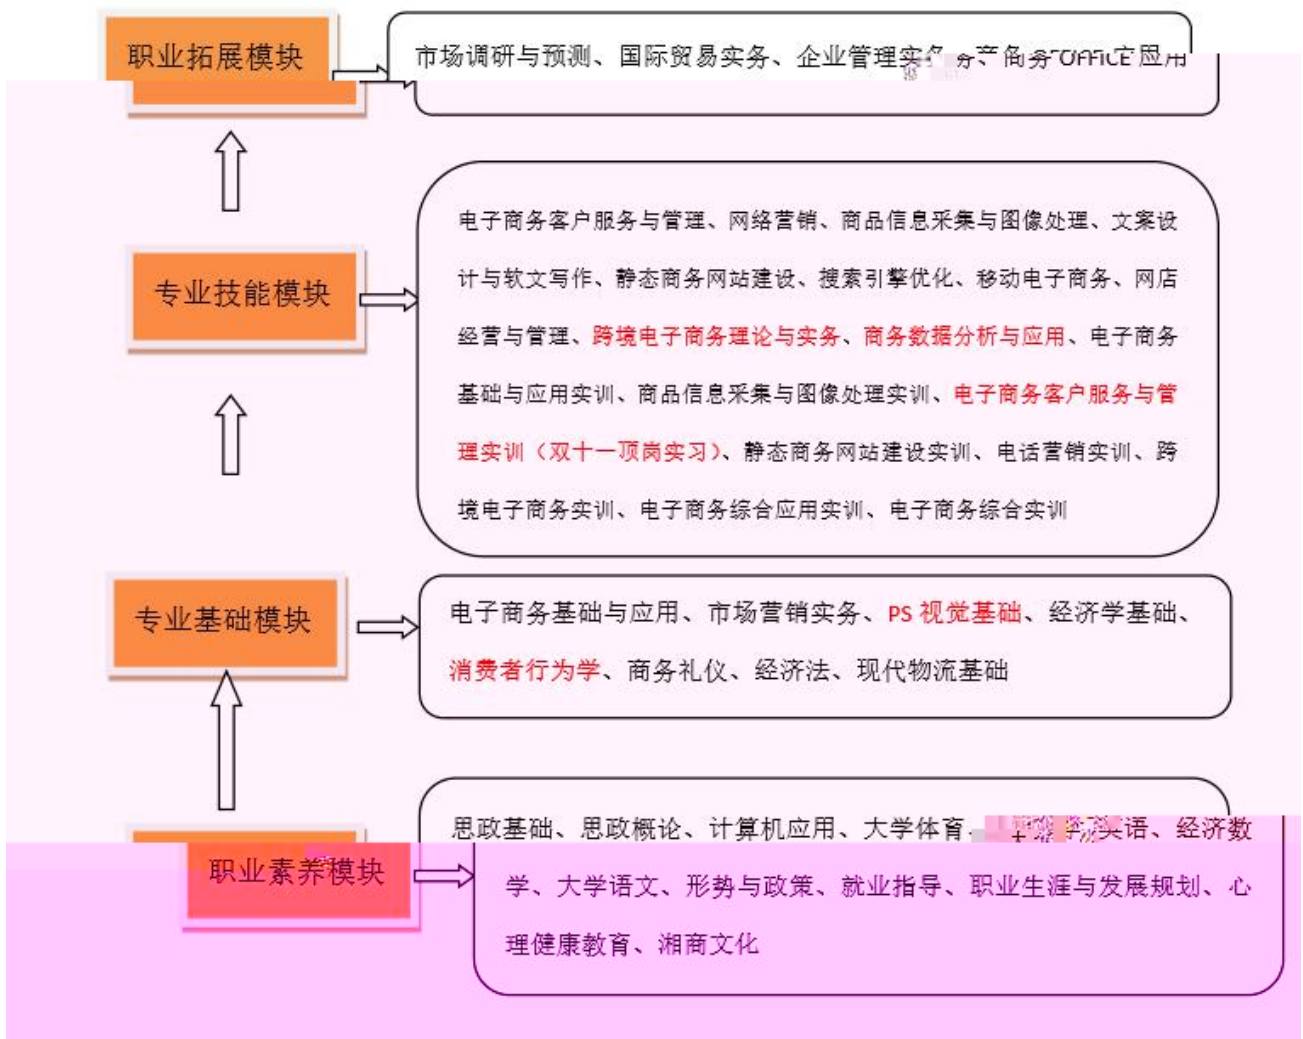 职业拓展模块
市场调研与预测、国际贸易实务、企业管理实务、商务 OFFICE 应用
专业技能模块
电子商务客户服务与管理、网络营销、商品信息采集与图像处理、文案设
计与软文写作、静态商务网站建设、搜索引擎优化、移动电子商务、网店
经营与管理、跨境电子商务理论与实务、商务数据分析与应用、电子商务
基础与应用实训、商品信息采集与图像处理实训、电子商务客户服务与管
理实训（双十一顶岗实习）、静态商务网站建设实训、电话营销实训、跨
境电子商务实训、电子商务综合应用实训、电子商务综合实训
专业基础模块
电子商务基础与应用、市场营销实务、PS 视觉基础、经济学基础、
消费者行为学、商务礼仪、经济法、现代物流基础
职业素养模块
思政基础、思政概论、计算机应用、大学体育、英语、经济数
学、大学语文、形势与政策、就业指导、职业生涯与发展规划、心
理健康教育、湘商文化